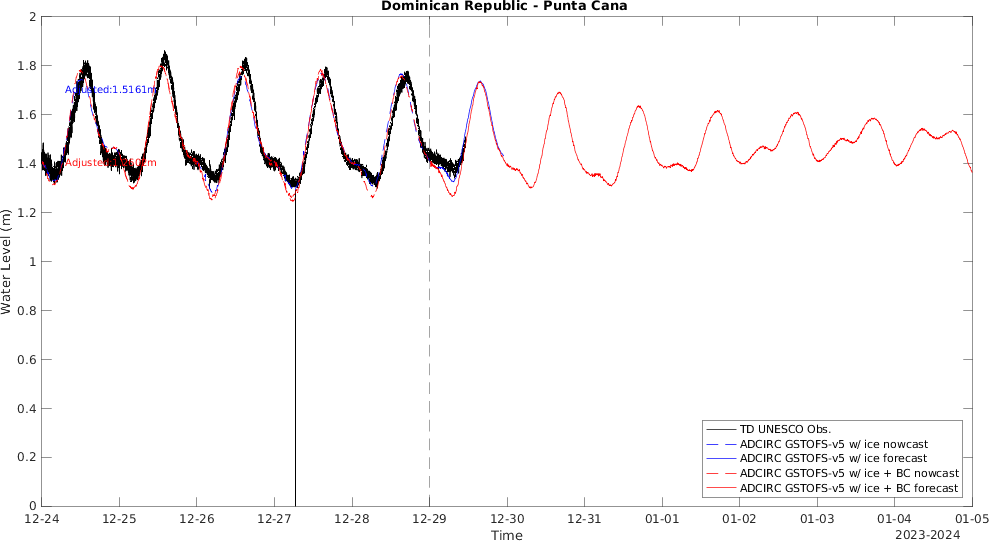 Dominican Republic - Punta Cana
Water Level (m)
2
1.8
1.6
1.4
1.2
1
0.8
0.6
0.4
0.2
0
Adjusted:1.5161m
TD UNESCO Obs.
ADCIRC GSTOFS-v5 w/ ice nowcast
ADCIRC GSTOFS-v5 w/ ice forecast
ADCIRC GSTOFS-v5 w/ ice + BC nowcast
ADCIRC GSTOFS-v5 w/ ice + BC forecast
12-24 12-25 12-26 12-27 12-28 12-29 12-30 12-31 01-01 01-02 01-03 01-04 01-05
Time
2023-2024